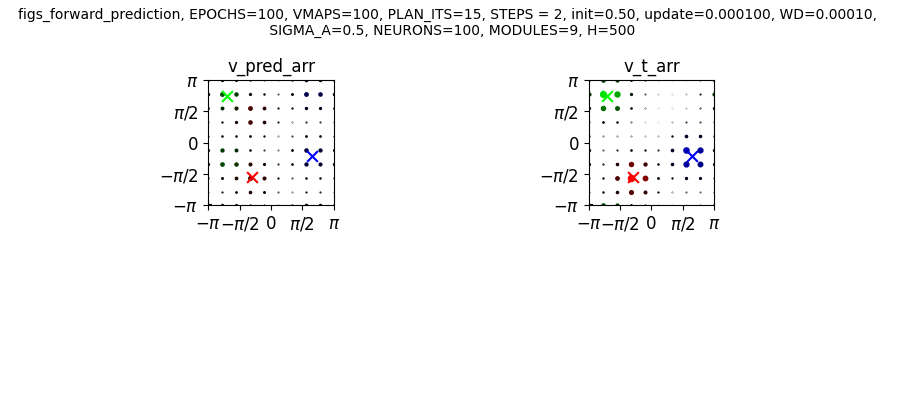 figs_forward_prediction, EPOCHS=100, VMAPS=100, PLAN_ITS=15, STEPS = 2, init=0.50, update=0.000100, WD=0.00010,
SIGMA_A=0.5, NEURONS=100, MODULES=9, H=500
v_pred_arr
π
π/2
0
−π/2
−π
−π −π/2 0 π/2 π
v_t_arr
π
π/2
0
−π/2
−π
−π −π/2 0 π/2 π